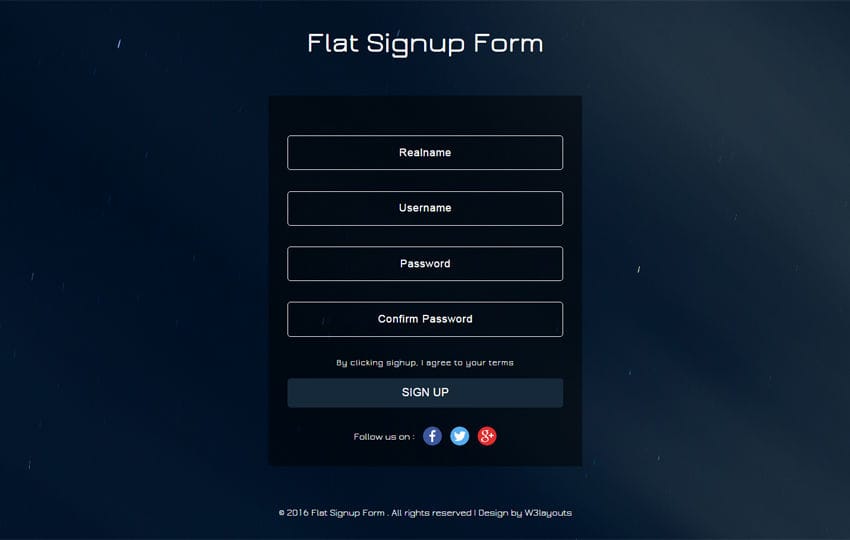 Flat Signup Form
Realname
Username
Password
Confirm Password
By clicking signup, I agree to your terms
SIGN UP
Follow us on :
© 2016 Flat Signup Form . All rights reserved | Design by W3layouts